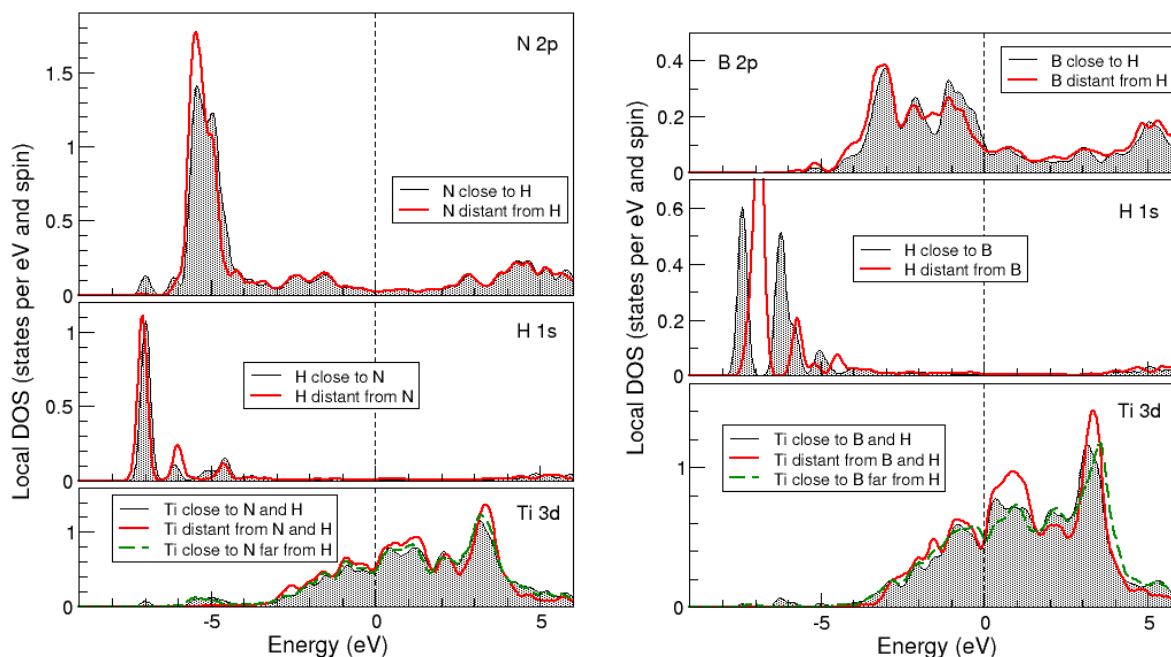 Local DOS (states per eV and spin)
N 2p
1.5
1
0.5
0
N close to H
N distant from H
H 1s
1
0.5
0
H close to N
H distant from N
Ti 3d
1
0
Ti close to N and H
Ti distant from N and H
Ti close to N far from H
-5
0
5
Energy (eV)
Local DOS (states per eV and spin)
B 2p
0.4
0.2
0
B close to H
B distant from H
H 1s
0.6
0.4
0.2
0
H close to B
H distant from B
Ti 3d
1
0
Ti close to B and H
Ti distant from B and H
Ti close to B far from H
-5
0
5
Energy (eV)